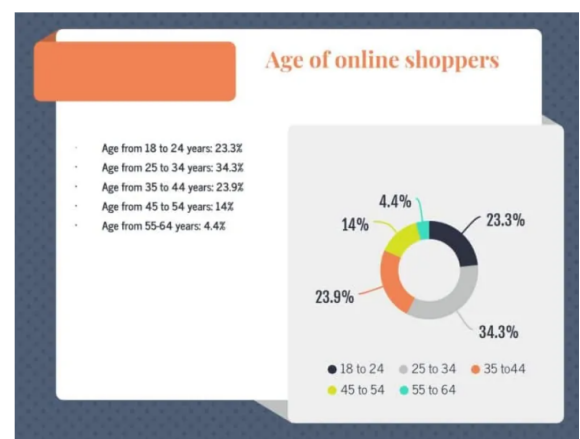 Age of online shoppers
· Age from 18 to 24 years: 23.3%
· Age from 25 to 34 years: 34.3%
· Age from 35 to 44 years: 23.9%
· Age from 45 to 54 years: 14%
· Age from 55-64 years: 4.4%
4.4%
14%
23.3%
23.9%
34.3%
18 to 24 25 to 34 35 to44
45 to 54 55 to 64